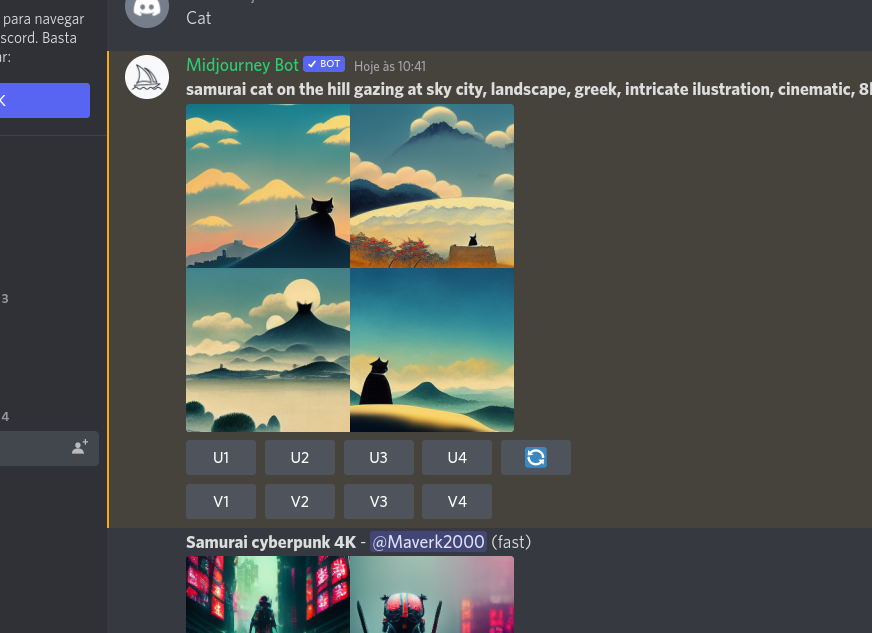 para navegar
scord. Basta
ar:
K
3
4
Cat
Midjourney Bot ✓ BOT Hoje às 10:41
samurai cat on the hill gazing at sky city, landscape, greek, intricate ilustration, cinematic, 8
U1 U2 U3 U4
V1 V2 V3 V4
Samurai cyberpunk 4K - @Maverk2000 (fast)